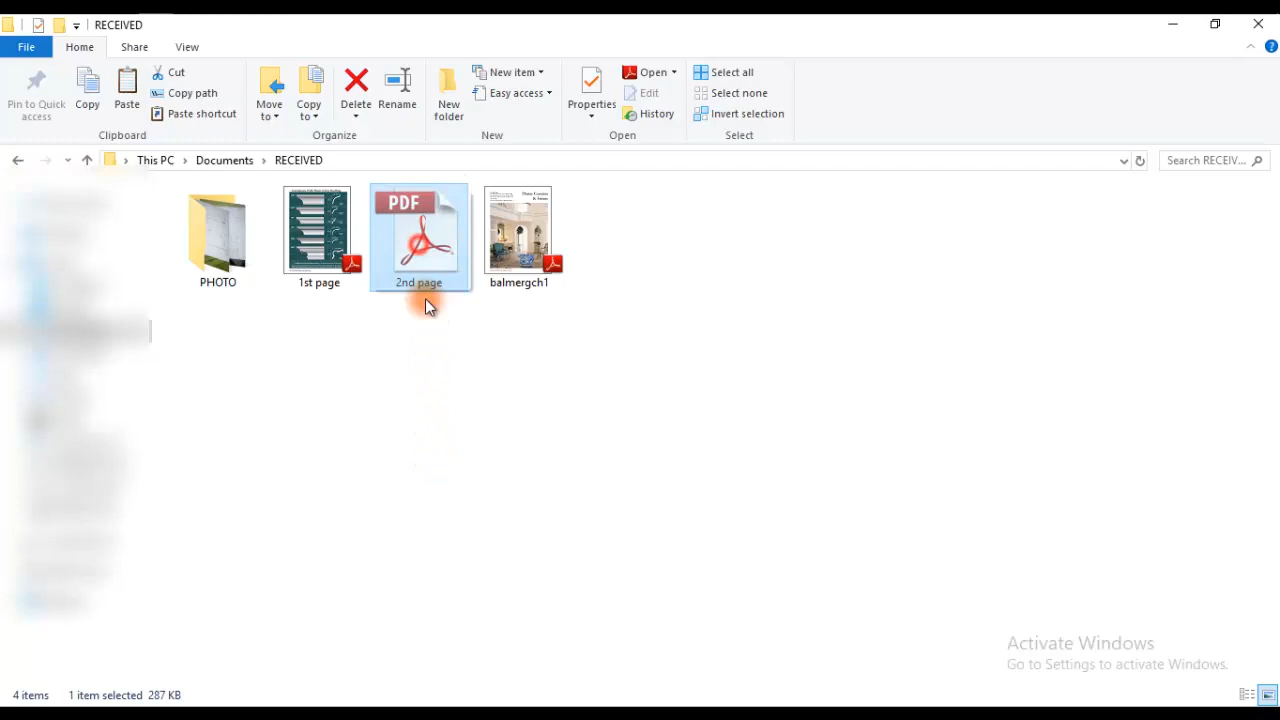 RECEIVED
File Home Share View
Pin to Quick access
Copy
Paste
Cut
Copy path
Paste shortcut
Clipboard
Move to
Copy to
Delete
Rename
Organize
New folder
New item
Easy access
New
Properties
Open
Edit
History
Open
Select all
Select none
Invert selection
Select
This PC > Documents > RECEIVED
Search RECEIV...
PDF
PHOTO
1st page
2nd page
balmergch1
Activate Windows
Go to Settings to activate Windows.
4 items 1 item selected 287 KB